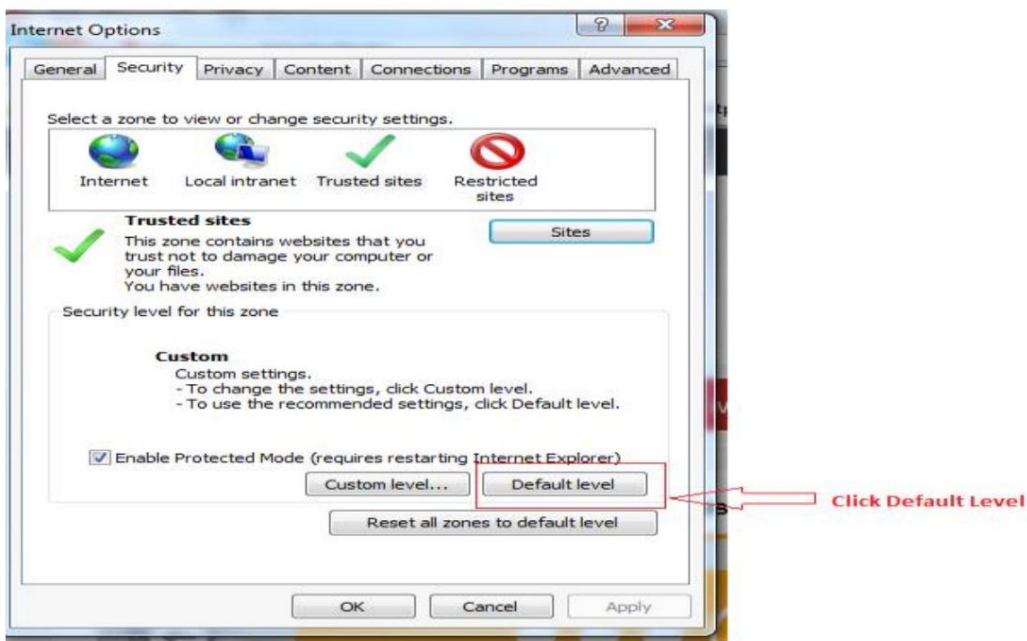 Internet Options
General Security Privacy Content Connections Programs Advanced
Select a zone to view or change security settings.
Internet Local intranet Trusted sites Restricted
sites
Trusted sites
Sites
This zone contains websites that you
trust not to damage your computer or
your files.
You have websites in this zone.
Security level for this zone
Custom
Custom settings.
- To change the settings, click Custom level.
- To use the recommended settings, click Default level.
Enable Protected Mode (requires restarting Internet Explorer)
Custom level... Default level
Click Default Level
Reset all zones to default level
OK Cancel Apply